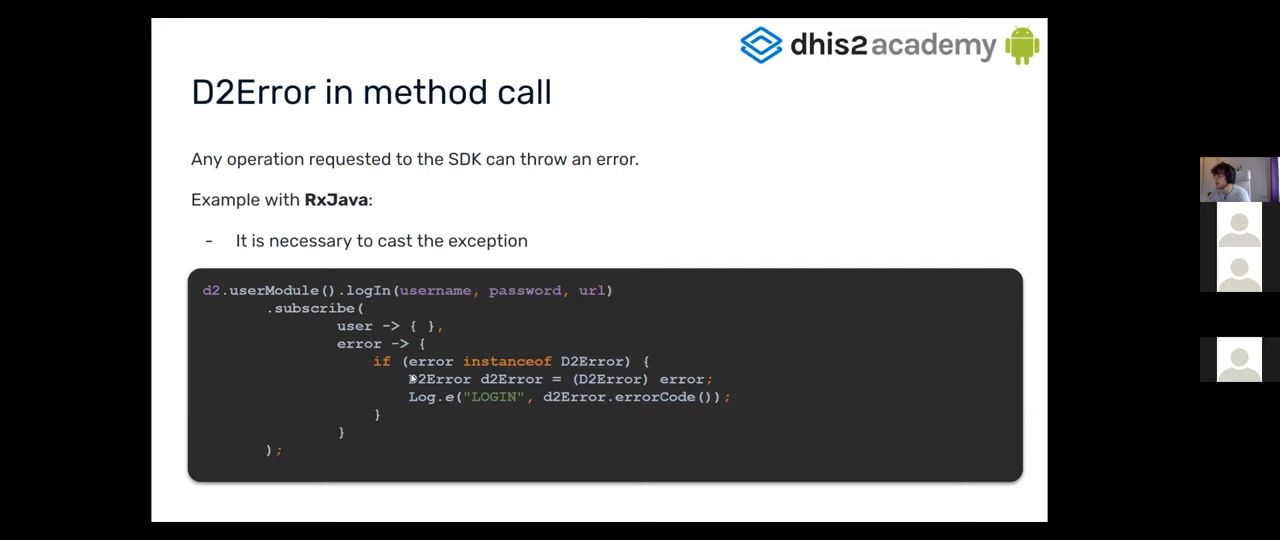 dhis2 academy
D2Error in method call
Any operation requested to the SDK can throw an error.
Example with RxJava:
- It is necessary to cast the exception
d2.userModule().logIn(username, password, url)
.subscribe(
user -> { },
error -> {
if (error instanceof D2Error) {
D2Error d2Error = (D2Error) error;
Log.e("LOGIN", d2Error.errorCode());
}
}
);